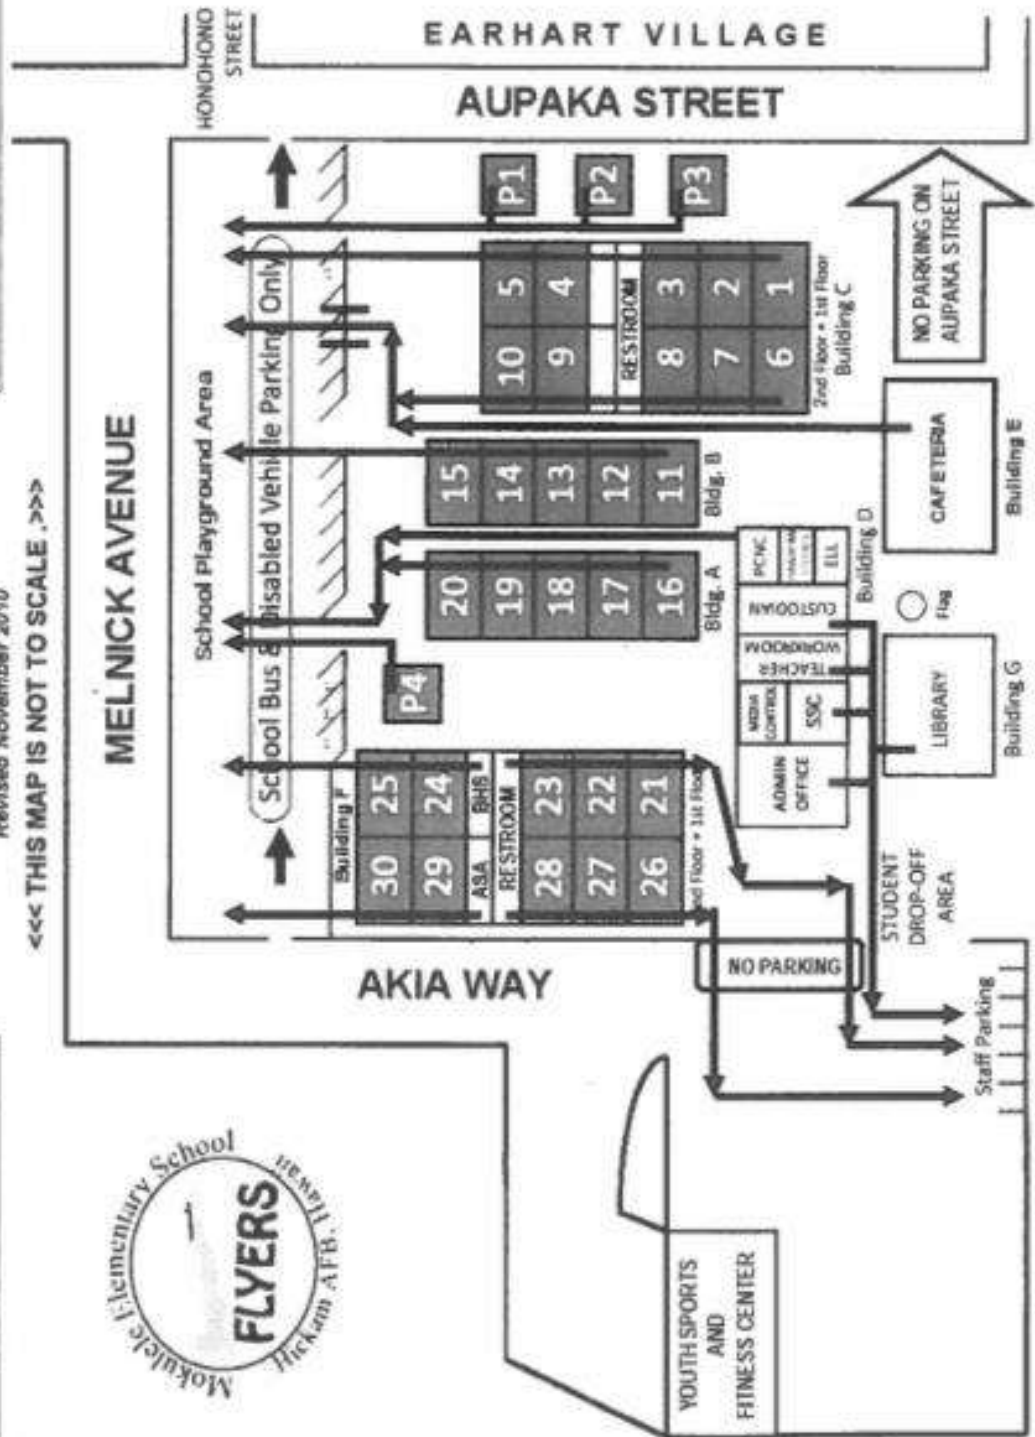 Revised November 2010
<<< THIS MAP IS NOT TO SCALE .>>>
MELNICK AVENUE
HONOHONO
STREET
EARHART VILLAGE
AUPAKA STREET
School Playground Area
School Bus & Disabled Vehicle Parking Only
P1
P2
P3
P4
Building F
30 25
29 24
ASA BHS
RESTROOM
28 23
27 22
26 21
2nd Floor • 1st Floor
20
19
18
17
16
Bldg. A
15
14
13
12
11
Bldg. B
10 5
9 4
RESTROOM
8 3
7 2
6 1
2nd Floor • 1st Floor
Building C
ADMIN
OFFICE
MEDIA
CONTROL
SSC
TEACHER
WORKROOM
CUSTODIAN
PCNC
ELL
Building D
NO PARKING ON
AUPAKA STREET
CAFETERIA
Building E
Flag
LIBRARY
Building G
STUDENT
DROP-OFF
AREA
NO PARKING
AKIA WAY
Staff Parking
YOUTH SPORTS
AND
FITNESS CENTER
Mokulele Elementary School
FLYERS
Hickam AFB, Hawaii